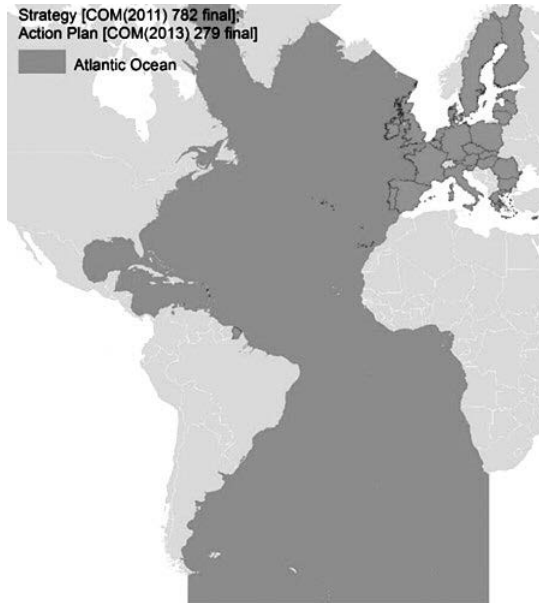 Strategy [COM(2011) 782 final];
Action Plan [COM(2013) 279 final]
Atlantic Ocean